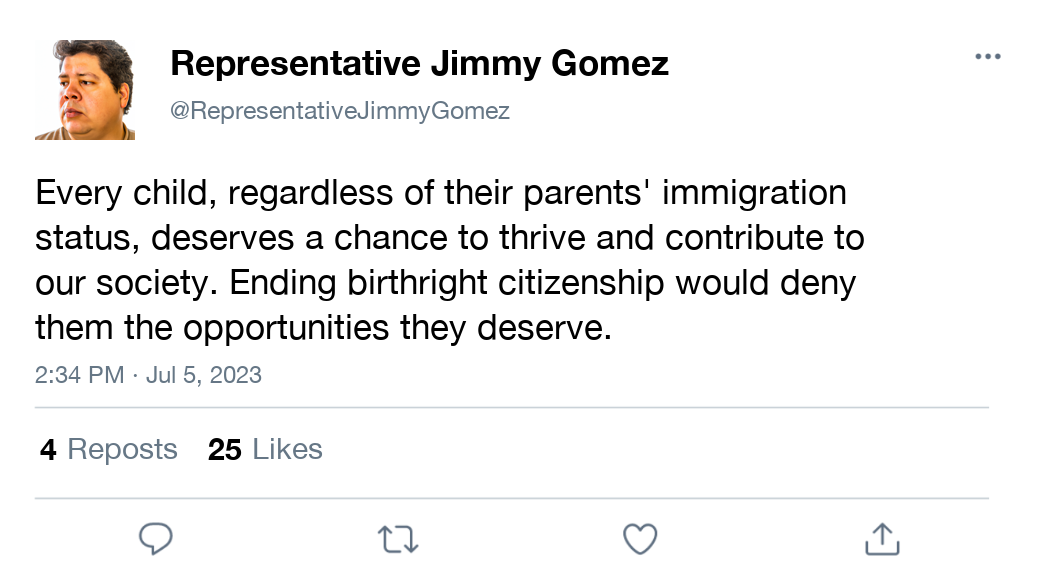 Representative Jimmy Gomez
@RepresentativeJimmyGomez
Every child, regardless of their parents' immigration
status, deserves a chance to thrive and contribute to
our society. Ending birthright citizenship would deny
them the opportunities they deserve.
2:34 PM · Jul 5, 2023
4 Reposts 25 Likes